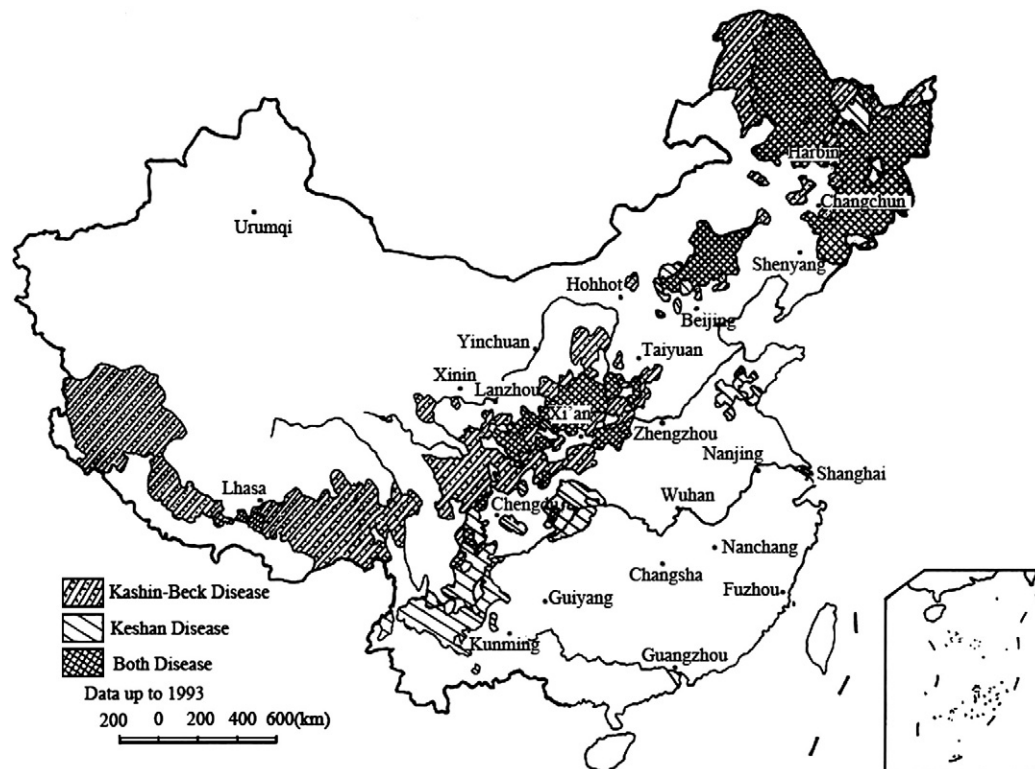 Harbin
Changchun
Urumqi
Shenyang
Hohhot
Beijing
Yinchuan
Taiyuan
Xinin
Lanzhou
Xi'an
Zhengzhou
Nanjing
Shanghai
Lhasa
Chengdu
Wuhan
Nanchang
Changsha
Fuzhou
Guiyang
Kunming
Guangzhou
Kashin-Beck Disease
Keshan Disease
Both Disease
Data up to 1993
200 0 200 400 600(km)